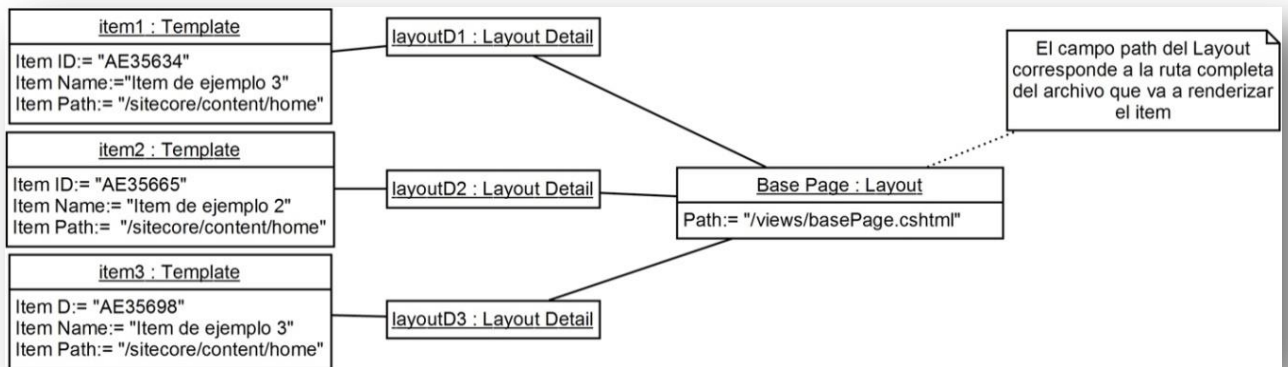 item1 : Template
Item ID:= "AE35634"
Item Name:="Item de ejemplo 3"
Item Path:= "/sitecore/content/home"
layoutD1 : Layout Detail
El campo path del Layout
corresponde a la ruta completa
del archivo que va a renderizar
el item
item2 : Template
Item ID:= "AE35665"
Item Name:= "Item de ejemplo 2"
Item Path:=  "/sitecore/content/home"
layoutD2 : Layout Detail
Base Page : Layout
Path:= "/views/basePage.cshtml"
item3 : Template
Item D:= "AE35698"
Item Name:= "Item de ejemplo 3"
Item Path:= "/sitecore/content/home"
layoutD3 : Layout Detail